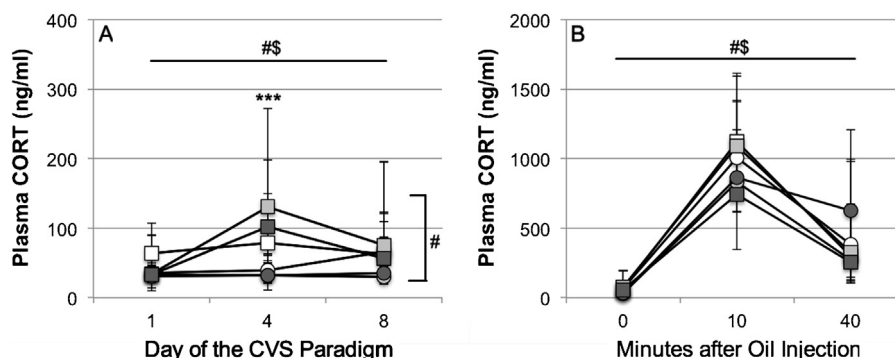 A
#$
400
300
200
100
0
***
#
1 4 8
Plasma CORT (ng/ml)
Day of the CVS Paradigm
B
#$
2000
1500
1000
500
0
0 10 40
Plasma CORT (ng/ml)
Minutes after Oil Injection